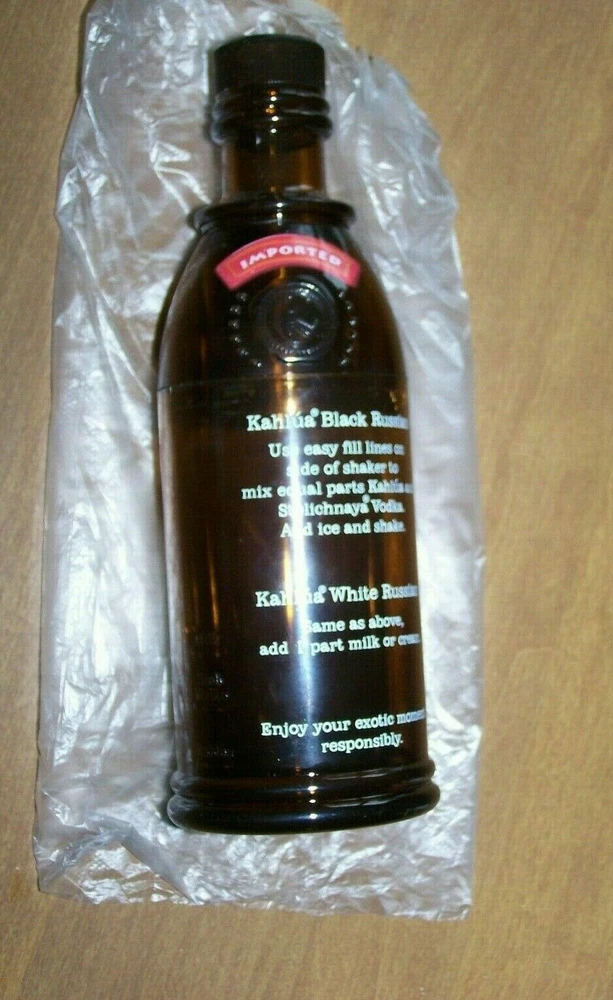 IMPORTED
Kahlúa® Black Russian
Use easy fill lines on
side of shaker to
mix equal parts Kahlúa and
Stolichnaya® Vodka.
Add ice and shake.
Kahlúa® White Russian
Same as above,
add 1 part milk or cream.
Enjoy your exotic moment
responsibly.